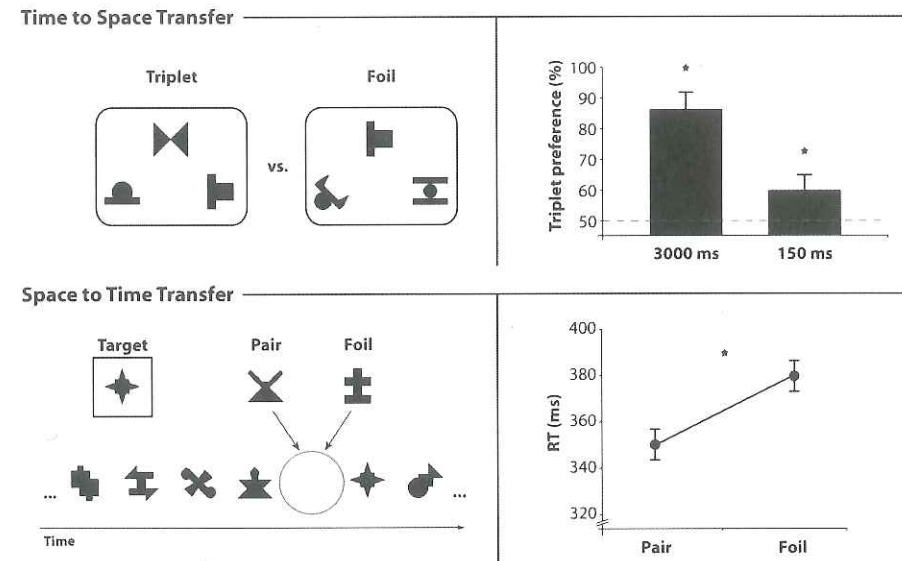 Time to Space Transfer
Triplet
Foil
vs.
Triplet preference (%)
100
90
80
70
60
50
*
*
3000 ms
150 ms
Space to Time Transfer
Target
Pair
Foil
...
...
Time
RT (ms)
400
380
360
340
320
*
Pair
Foil